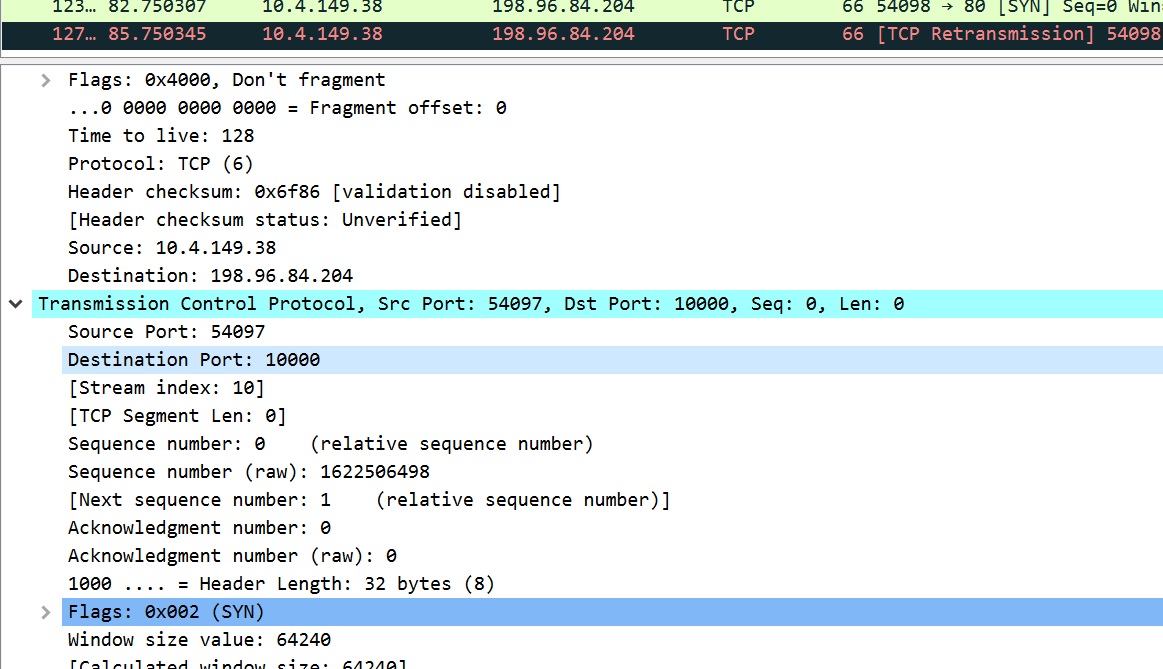 123… 82.750307 10.4.149.38 198.96.84.204 TCP 66 54098 → 80 [SYN] Seq=0 Win
127… 85.750345 10.4.149.38 198.96.84.204 TCP 66 [TCP Retransmission] 54098
Flags: 0x4000, Don't fragment
...0 0000 0000 0000 = Fragment offset: 0
Time to live: 128
Protocol: TCP (6)
Header checksum: 0x6f86 [validation disabled]
[Header checksum status: Unverified]
Source: 10.4.149.38
Destination: 198.96.84.204
Transmission Control Protocol, Src Port: 54097, Dst Port: 10000, Seq: 0, Len: 0
Source Port: 54097
Destination Port: 10000
[Stream index: 10]
[TCP Segment Len: 0]
Sequence number: 0    (relative sequence number)
Sequence number (raw): 1622506498
[Next sequence number: 1    (relative sequence number)]
Acknowledgment number: 0
Acknowledgment number (raw): 0
1000 .... = Header Length: 32 bytes (8)
Flags: 0x002 (SYN)
Window size value: 64240
[Calculated window size: 64240]